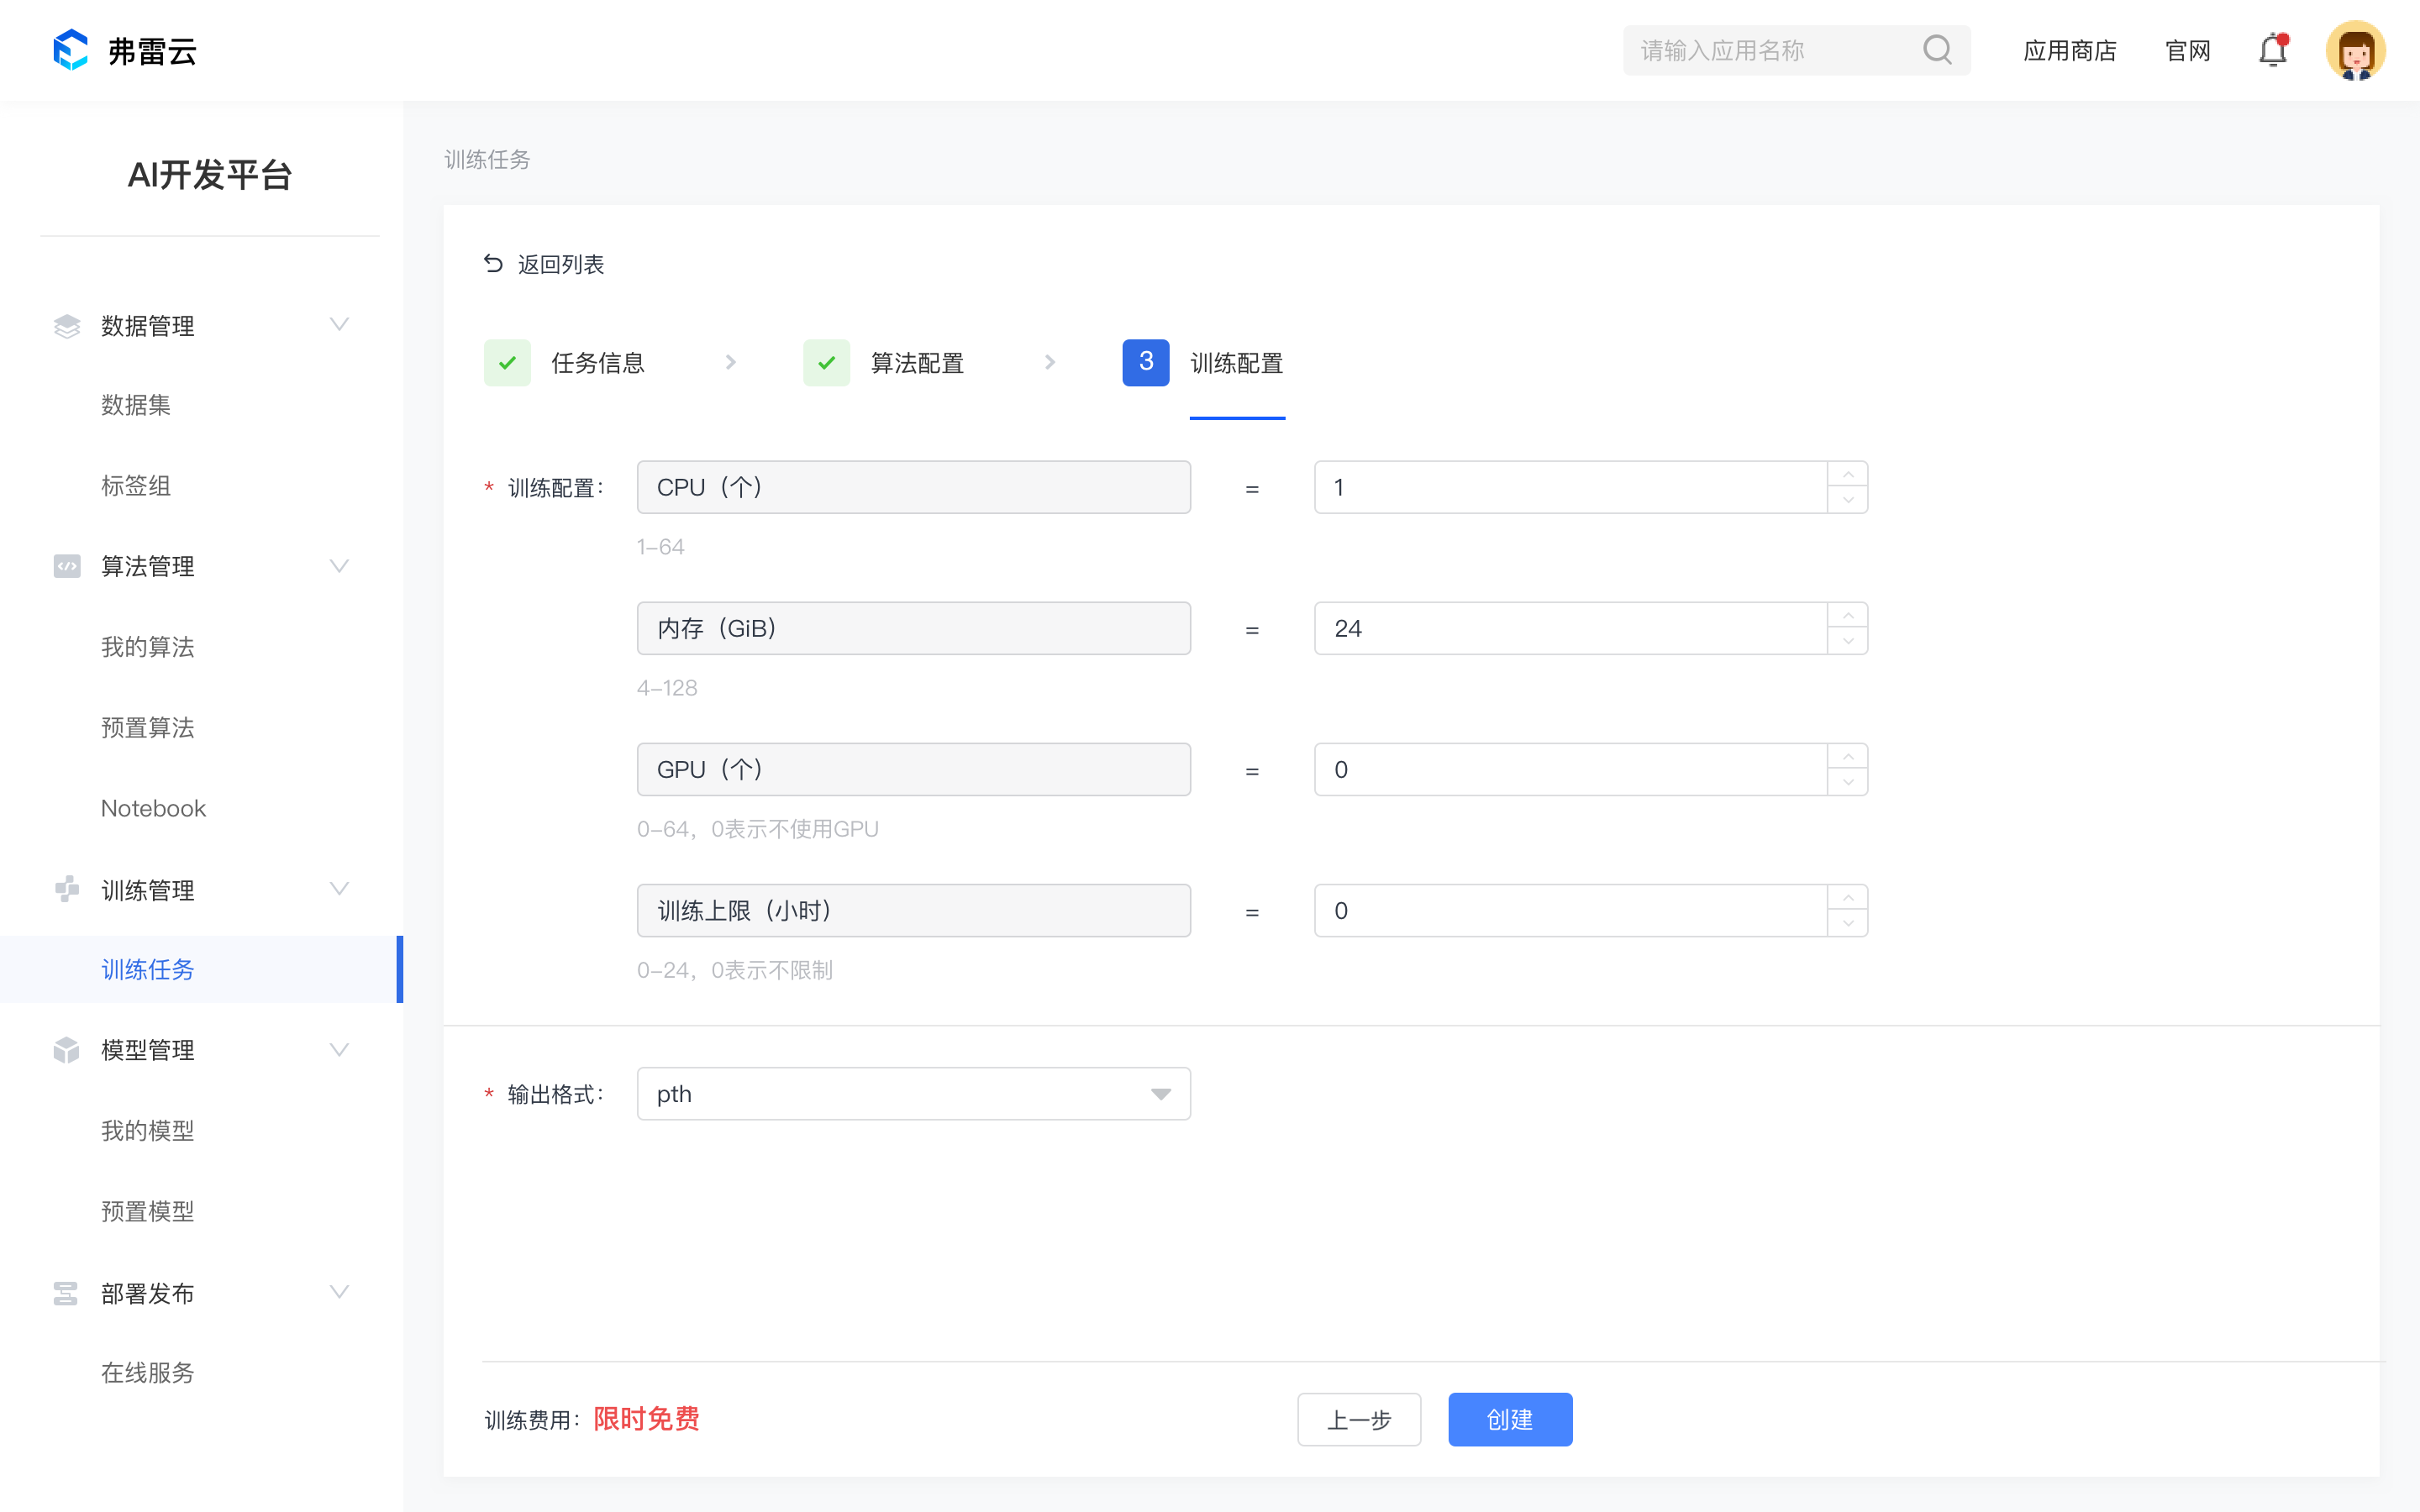 弗雷云
请输入应用名称
应用商店
官网
AI开发平台
数据管理
数据集
标签组
算法管理
我的算法
预置算法
Notebook
训练管理
训练任务
模型管理
我的模型
预置模型
部署发布
在线服务
训练任务
返回列表
任务信息
算法配置
3 训练配置
* 训练配置： CPU（个） = 1
1-64
内存（GiB） = 24
4-128
GPU（个） = 0
0-64，0表示不使用GPU
训练上限（小时） = 0
0-24，0表示不限制
* 输出格式： pth
训练费用：限时免费
上一步
创建